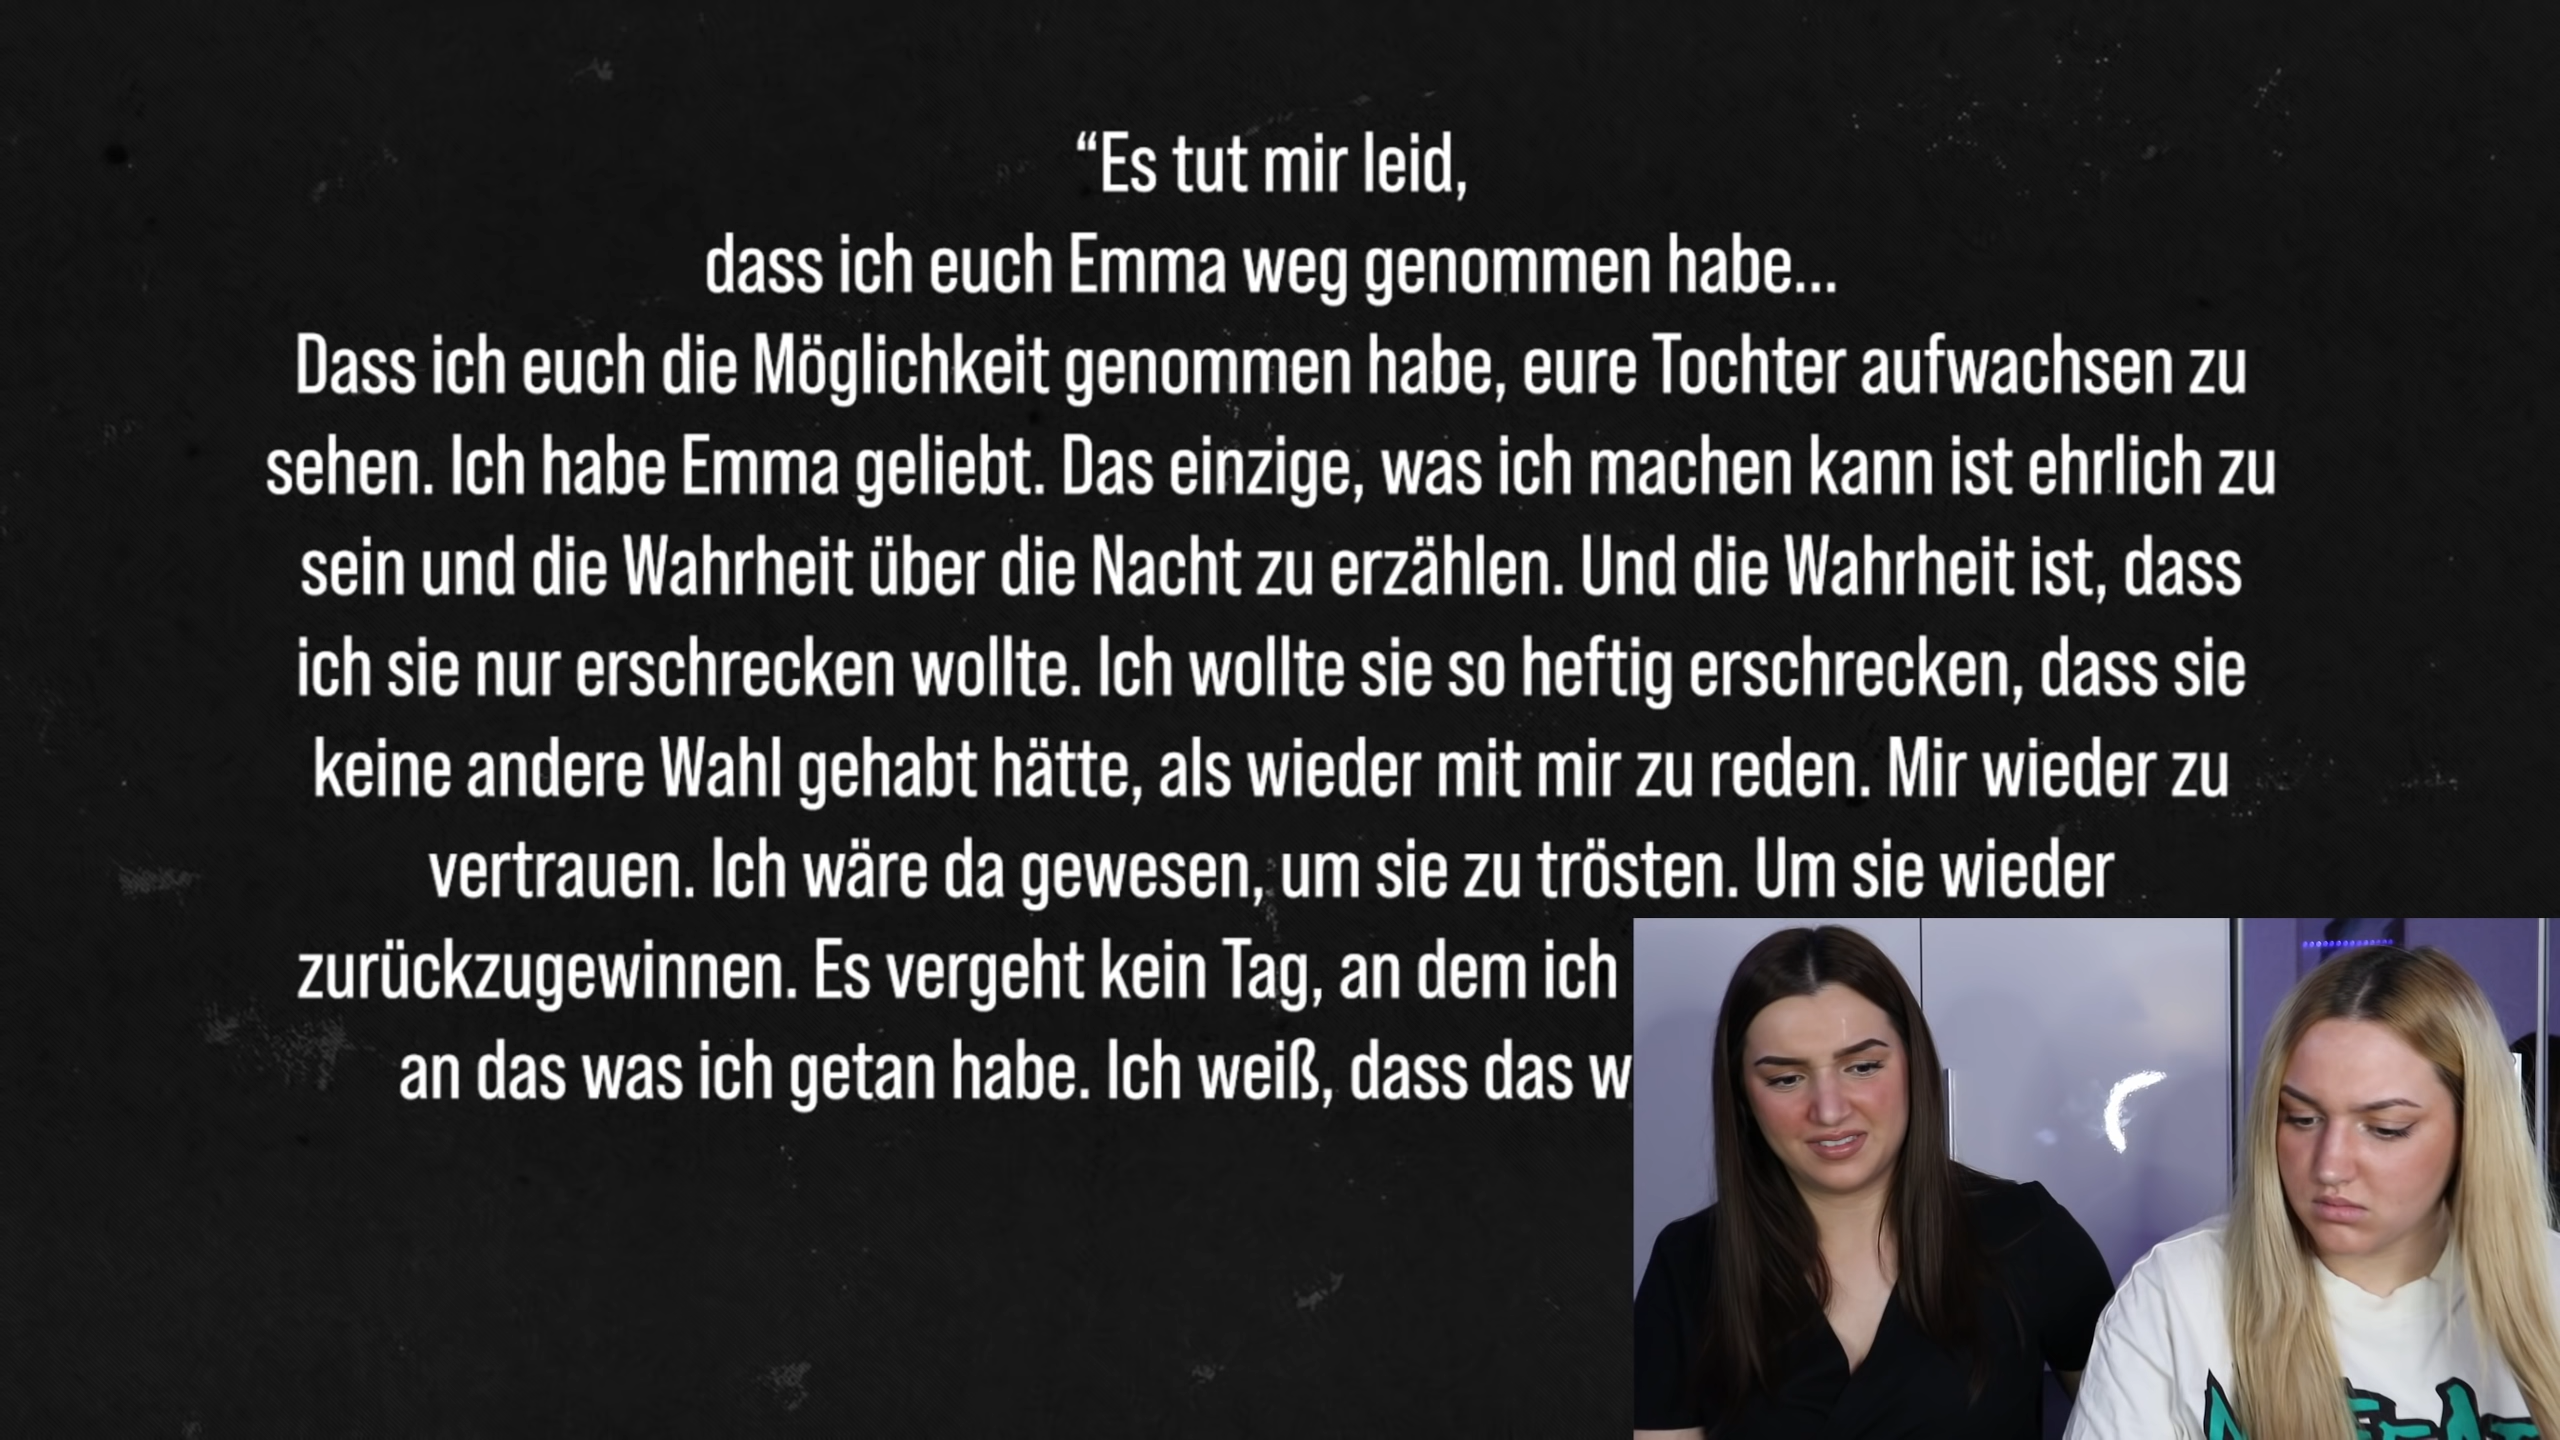 “Es tut mir leid,
dass ich euch Emma weg genommen habe...
Dass ich euch die Möglichkeit genommen habe, eure Tochter aufwachsen zu
sehen. Ich habe Emma geliebt. Das einzige, was ich machen kann ist ehrlich zu
sein und die Wahrheit über die Nacht zu erzählen. Und die Wahrheit ist, dass
ich sie nur erschrecken wollte. Ich wollte sie so heftig erschrecken, dass sie
keine andere Wahl gehabt hätte, als wieder mit mir zu reden. Mir wieder zu
vertrauen. Ich wäre da gewesen, um sie zu trösten. Um sie wieder
zurückzugewinnen. Es vergeht kein Tag, an dem ich
an das was ich getan habe. Ich weiß, dass das